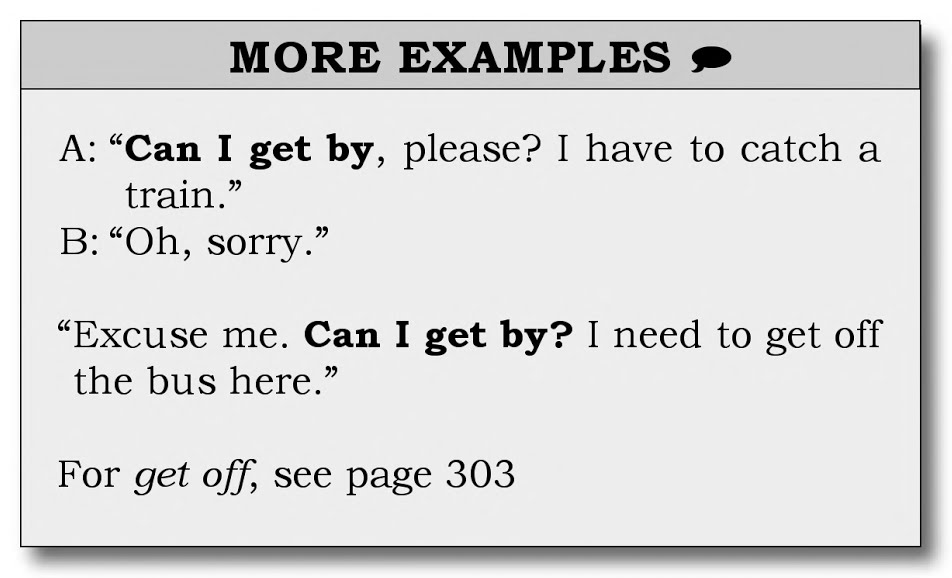 MORE EXAMPLES
A: “Can I get by, please? I have to catch a
train.”
B: “Oh, sorry.”
“Excuse me. Can I get by? I need to get off
the bus here.”
For get off, see page 303